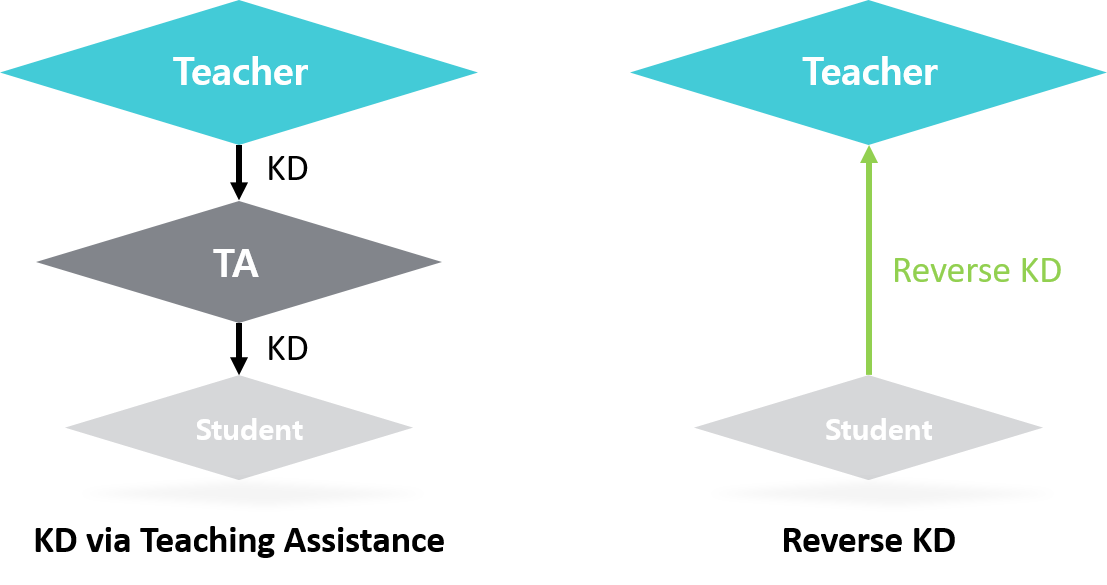 Teacher
KD
TA
KD
Student
KD via Teaching Assistance
Teacher
Reverse KD
Student
Reverse KD